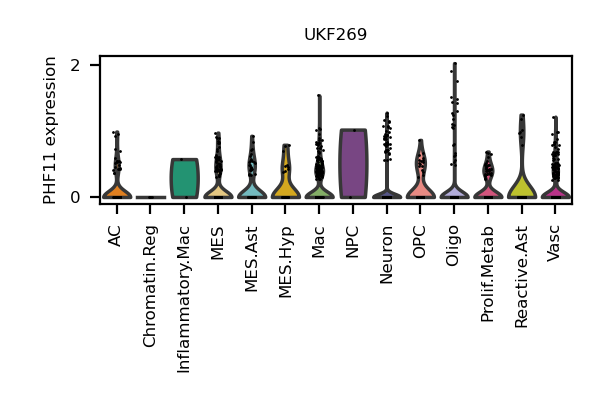 UKF269
PHF11 expression
2
0
AC
Chromatin.Reg
Inflammatory.Mac
MES
MES.Ast
MES.Hyp
Mac
NPC
Neuron
OPC
Oligo
Prolif.Metab
Reactive.Ast
Vasc